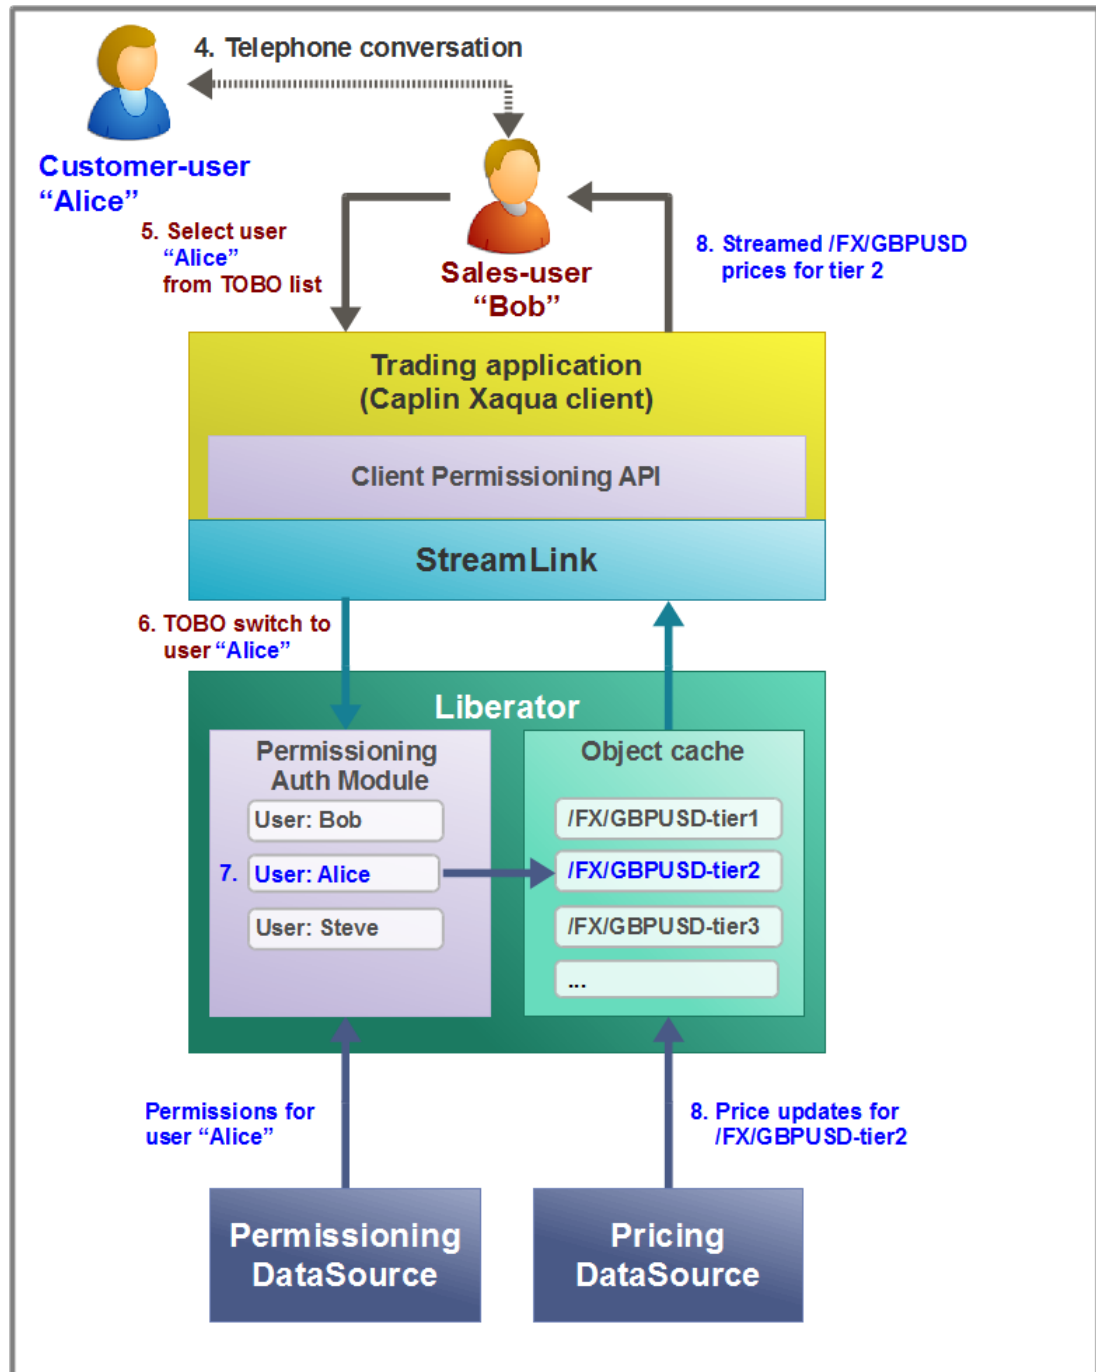 4. Telephone conversation
Customer-user
“Alice”
5. Select user
“Alice”
from TOBO list
Sales-user
“Bob”
8. Streamed /FX/GBPUSD
prices for tier 2
Trading application
(Caplin Xaqua client)
Client Permissioning API
StreamLink
6. TOBO switch to
user “Alice”
Liberator
Permissioning
Auth Module
User: Bob
7. User: Alice
User: Steve
Object cache
/FX/GBPUSD-tier1
/FX/GBPUSD-tier2
/FX/GBPUSD-tier3
...
Permissions for
user “Alice”
8. Price updates for
/FX/GBPUSD-tier2
Permissioning
DataSource
Pricing
DataSource